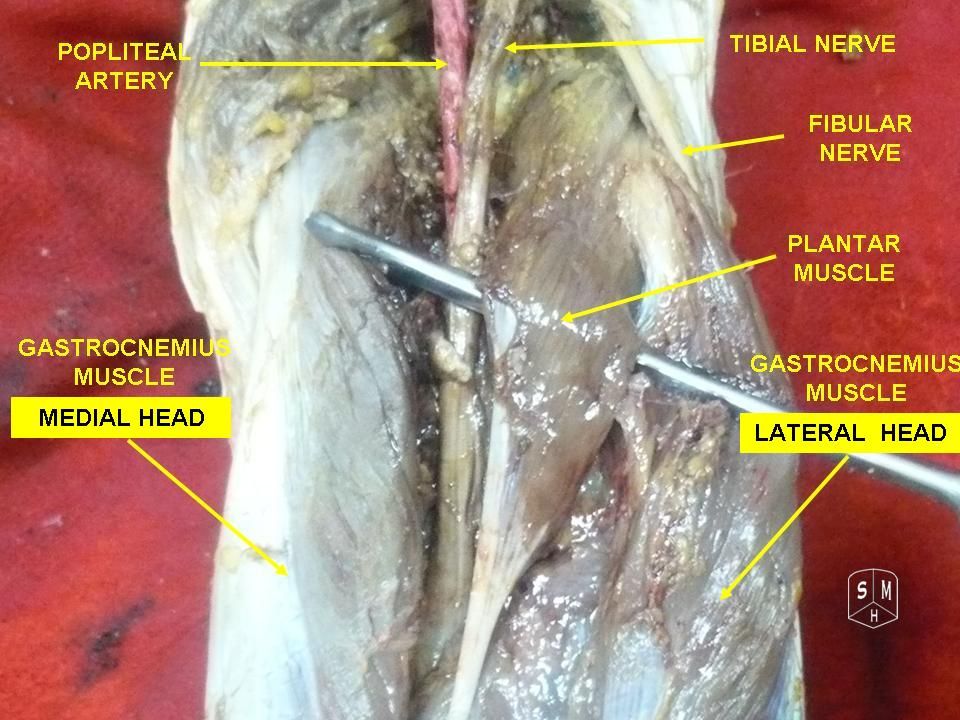 POPLITEAL
ARTERY
TIBIAL NERVE
FIBULAR
NERVE
PLANTAR
MUSCLE
GASTROCNEMIUS
MUSCLE
MEDIAL HEAD
GASTROCNEMIUS
MUSCLE
LATERAL HEAD
S M
H